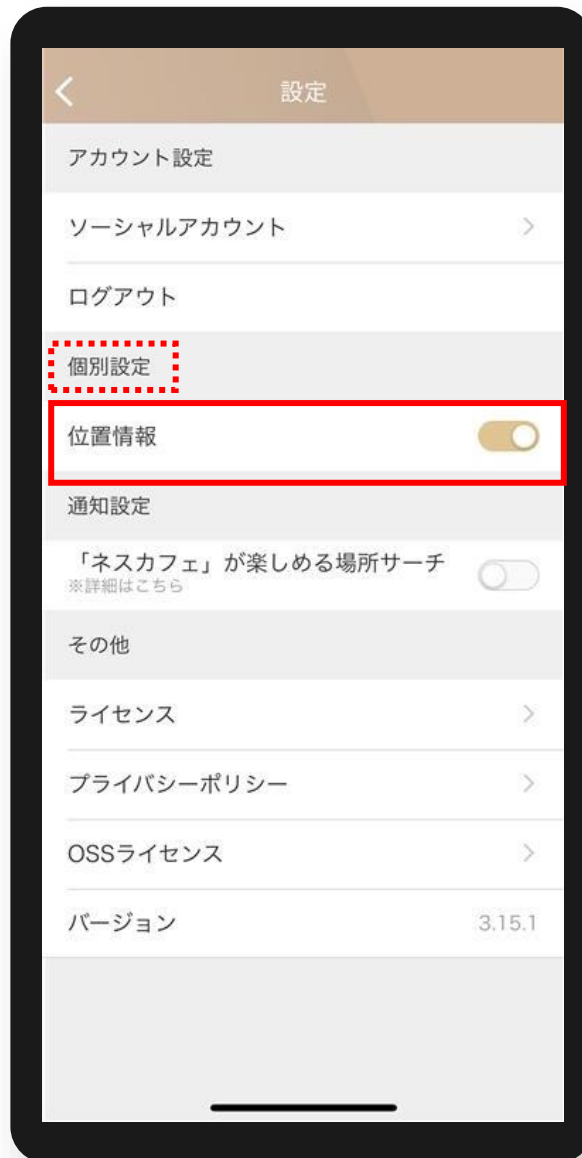 設定
アカウント設定
ソーシャルアカウント
ログアウト
個別設定
位置情報
通知設定
「ネスカフェ」が楽しめる場所サーチ
※詳細はこちら
その他
ライセンス
プライバシーポリシー
OSSライセンス
バージョン 3.15.1